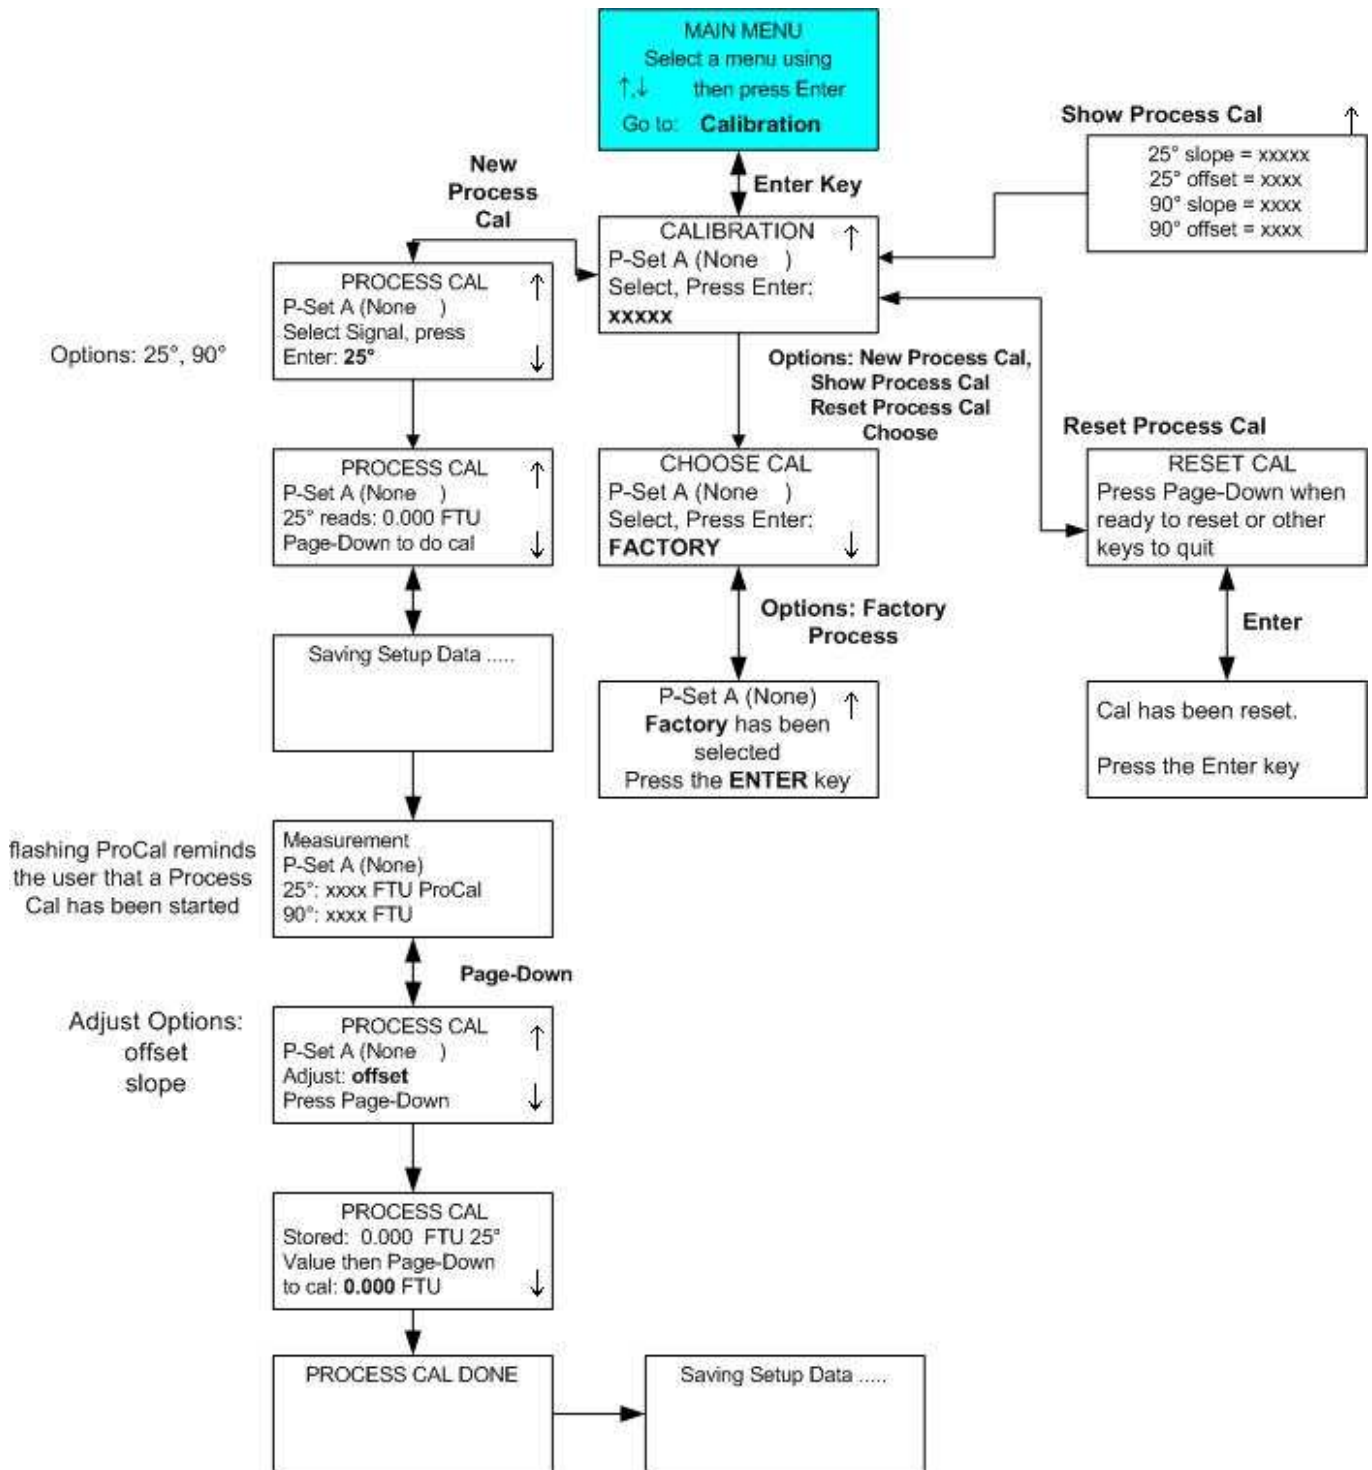 MAIN MENU
Select a menu using
↑,↓ then press Enter
Go to: Calibration
Enter Key
New
Process
Cal
Show Process Cal
↑
25° slope = xxxxx
25° offset = xxxx
90° slope = xxxx
90° offset = xxxx
CALIBRATION ↑
P-Set A (None )
Select, Press Enter:
xxxxx
PROCESS CAL ↑
P-Set A (None )
Select Signal, press
Enter: 25° ↓
Options: 25°, 90°
Options: New Process Cal,
Show Process Cal
Reset Process Cal
Choose
Reset Process Cal
PROCESS CAL ↑
P-Set A (None )
25° reads: 0.000 FTU
Page-Down to do cal ↓
CHOOSE CAL
P-Set A (None )
Select, Press Enter:
FACTORY ↓
RESET CAL
Press Page-Down when
ready to reset or other
keys to quit
Options: Factory
Process
Enter
Saving Setup Data .....
P-Set A (None) ↑
Factory has been
selected
Press the ENTER key
Cal has been reset.
Press the Enter key
flashing ProCal reminds
the user that a Process
Cal has been started
Measurement
P-Set A (None)
25°: xxxx FTU ProCal
90°: xxxx FTU
Page-Down
Adjust Options:
offset
slope
PROCESS CAL ↑
P-Set A (None )
Adjust: offset
Press Page-Down ↓
PROCESS CAL
Stored: 0.000 FTU 25°
Value then Page-Down
to cal: 0.000 FTU ↓
PROCESS CAL DONE
Saving Setup Data .....